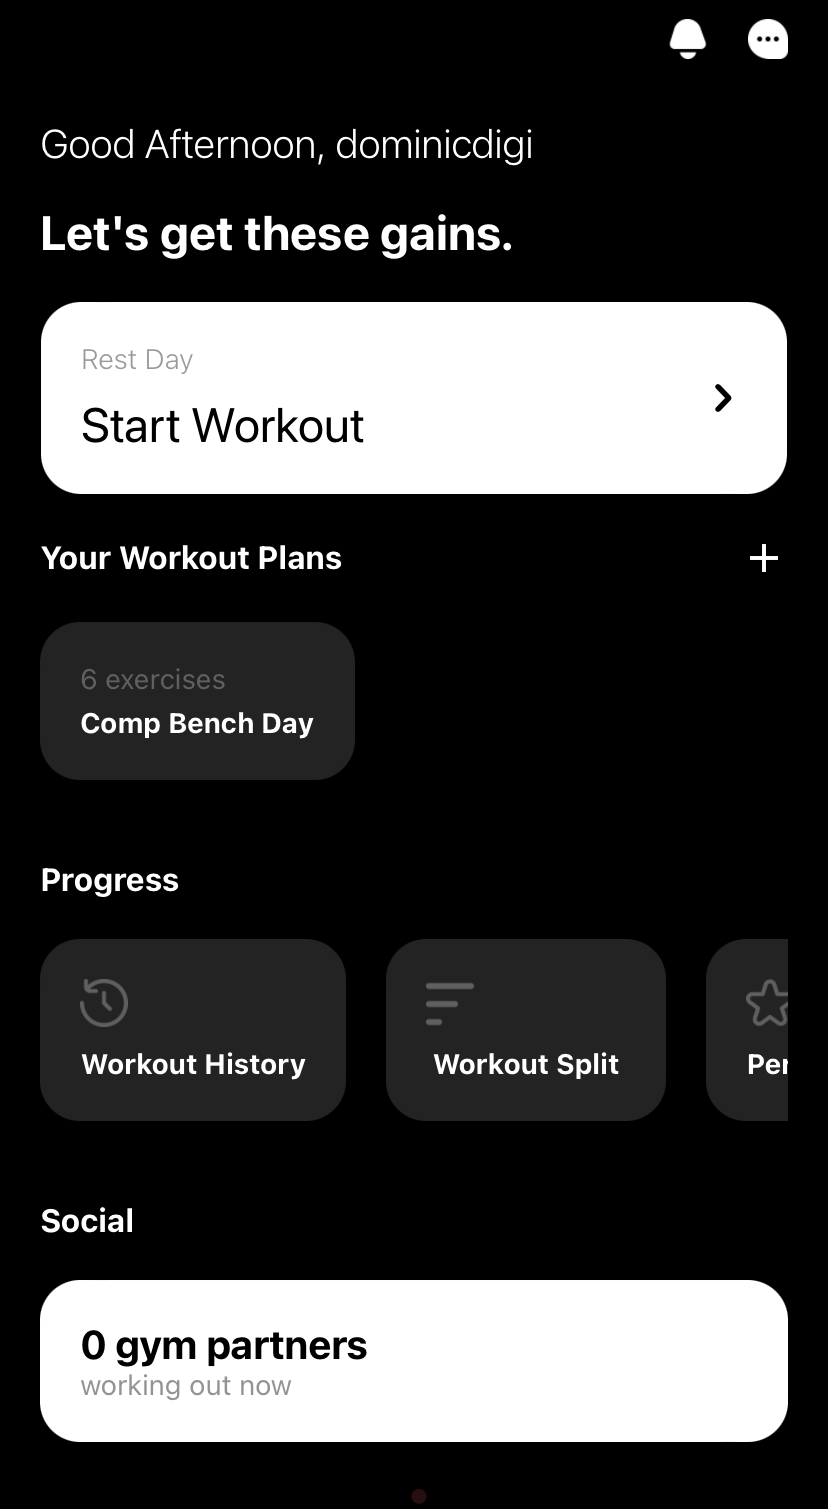 Good Afternoon, dominicdigi
Let's get these gains.
Rest Day
Start Workout
Your Workout Plans
6 exercises
Comp Bench Day
Progress
Workout History
Workout Split
Per
Social
0 gym partners
working out now